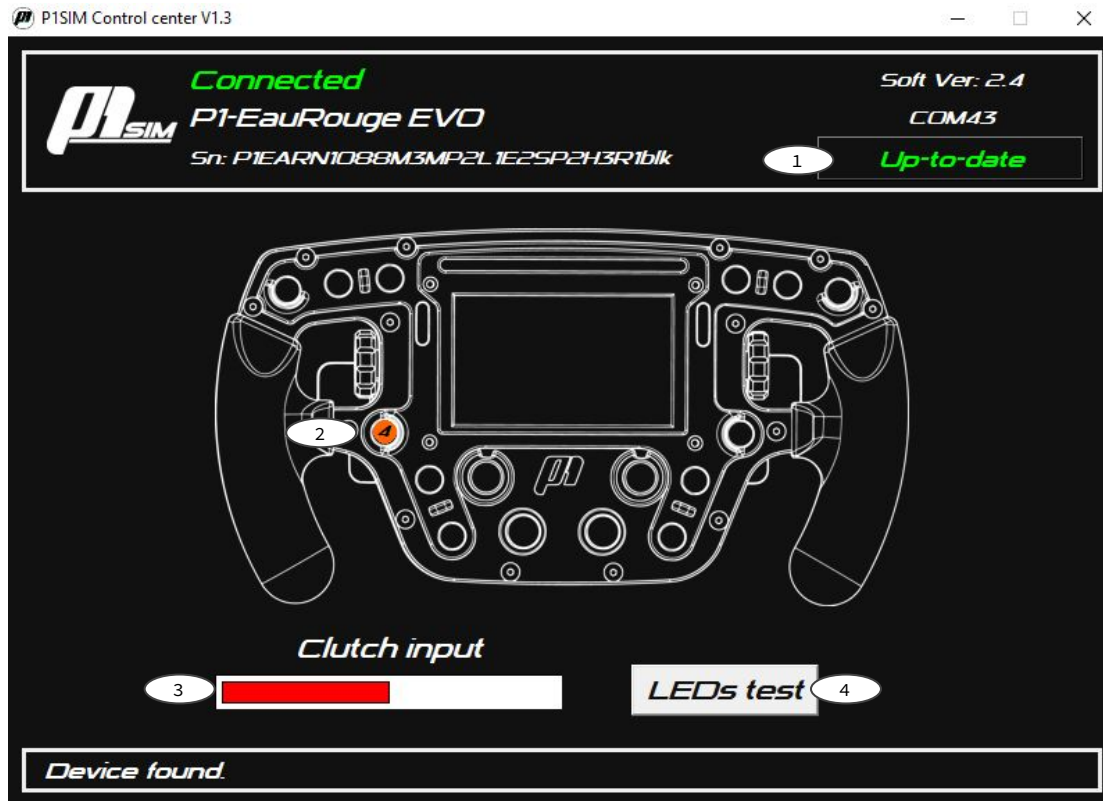 P1SIM Control center V1.3
P1SIM
Connected
P1-EauRouge EVO
Sn: P1EARN1088M3MP2L1E2SP2H3R1blk
Soft Ver: 2.4
COM43
1
Up-to-date
2
4
P1
Clutch input
3
LEDs test
4
Device found.